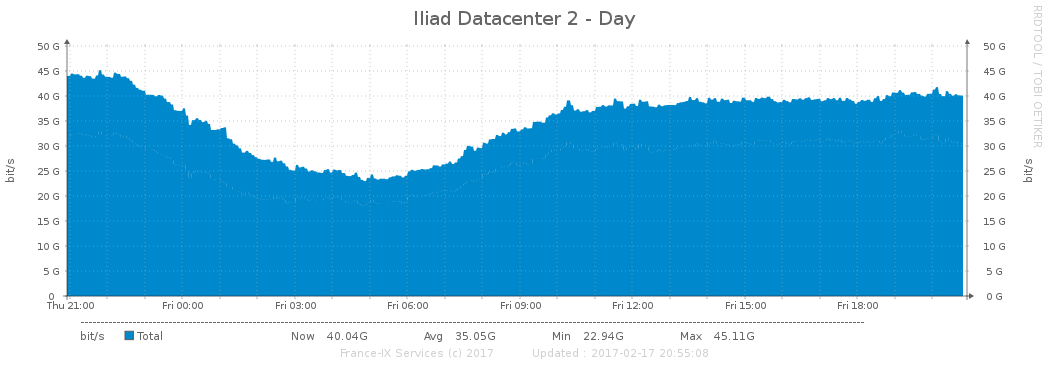 Iliad Datacenter 2 - Day
RRDTOOL / TOBI OETIKER
50 G 50 G
45 G 45 G
40 G 40 G
35 G 35 G
30 G 30 G
25 G 25 G
20 G 20 G
15 G 15 G
10 G 10 G
5 G 5 G
0 0 G
bit/s bit/s
Thu 21:00 Fri 00:00 Fri 03:00 Fri 06:00 Fri 09:00 Fri 12:00 Fri 15:00 Fri 18:00
bit/s Total Now 40.04G Avg 35.05G Min 22.94G Max 45.11G
France-IX Services (c) 2017 Updated : 2017-02-17 20:55:08